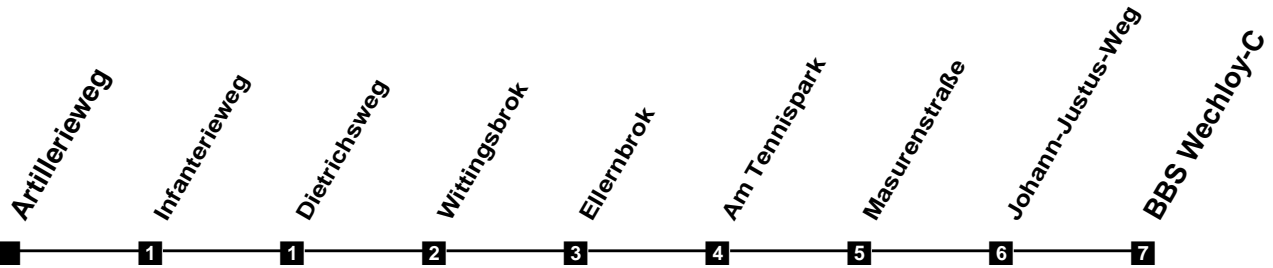 Artillerieweg
Infanterieweg
Dietrichsweg
Wittingsbrok
Ellernbrok
Am Tennispark
Masurenstraße
Johann-Justus-Weg
BBS Wechloy-C
1 1 2 3 4 5 6 7